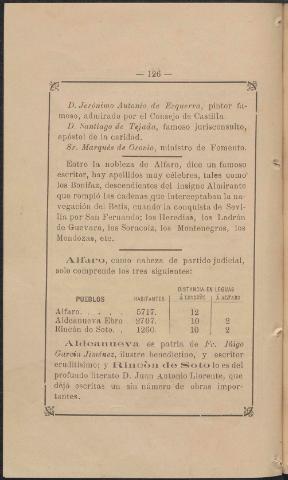 — 126 —
D. Jerónimo Antonio de Ezquerra, pintor fa-
moso, admirado por el Consejo de Castilla.
D. Santiago de Tejada, famoso jurisconsulto,
apóstol de la caridad.
Sr. Marqués de Orovio, ministro de Fomento.
Entre la nobleza de Alfaro, dice un famoso
escritor, hay apellidos muy célebres, tales como
los Bonifaz, descendientes del insigne Almirante
que rompió las cadenas que interceptaban la na-
vegación del Betis, cuando la conquista de Sevi-
lla por San Fernando; los Heredias, los Ladrón
de Guevara, los Soracoiz, los Montenegros, los
Mendozas, etc.
Alfaro, como cabeza de partido judicial,
solo comprende los tres siguientes:
DISTANCIA EN LEGUAS
PUEBLOS HABITANTES Á LOGROÑO Á ALFARO
Alfaro. . . . . 5717. 12
Aldeanueva Ebro 2707. 10 2
Rincón de Soto. . 1260. 10 2
Aldeanueva es patria de Fr. Iñigo
García Jiménez, ilustre benedictino, y escritor
eruditísimo; y Rincón de Soto lo es del
profundo literato D. Juan Antonio Llorente, que
dejó escritas un sin número de obras impor-
tantes.